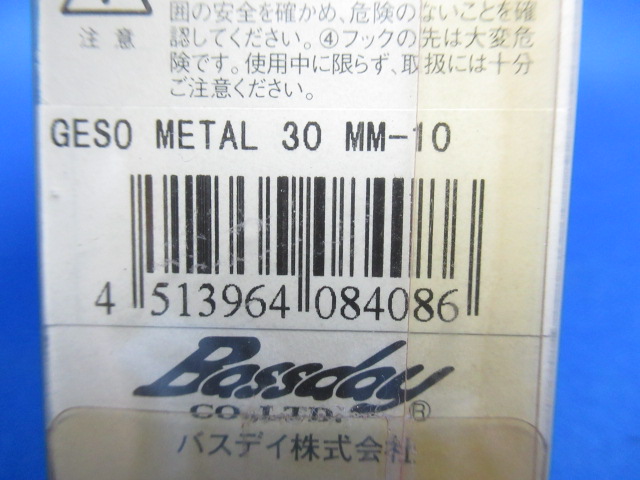 囲の安全を確かめ、危険のないことを確
注意
認してください。④フックの先は大変危
険です。使用中に限らず、取扱には十分
ご注意ください。
GESO METAL 30 MM-10
4 513964 084086
Bassday
CO.,LTD. ®
バスデイ株式会社